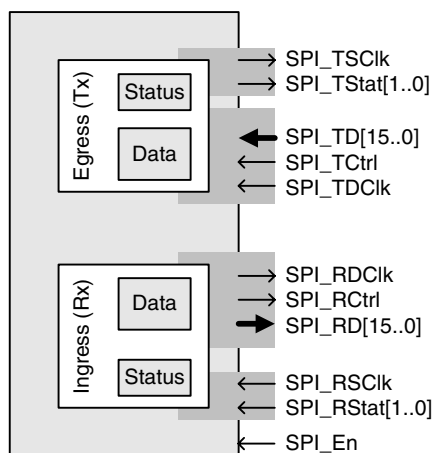 Egress (Tx)
Status
Data
SPI_TSClk
SPI_TStat[1..0]
SPI_TD[15..0]
SPI_TCtrl
SPI_TDClk
Ingress (Rx)
Data
Status
SPI_RDClk
SPI_RCtrl
SPI_RD[15..0]
SPI_RSClk
SPI_RStat[1..0]
SPI_En